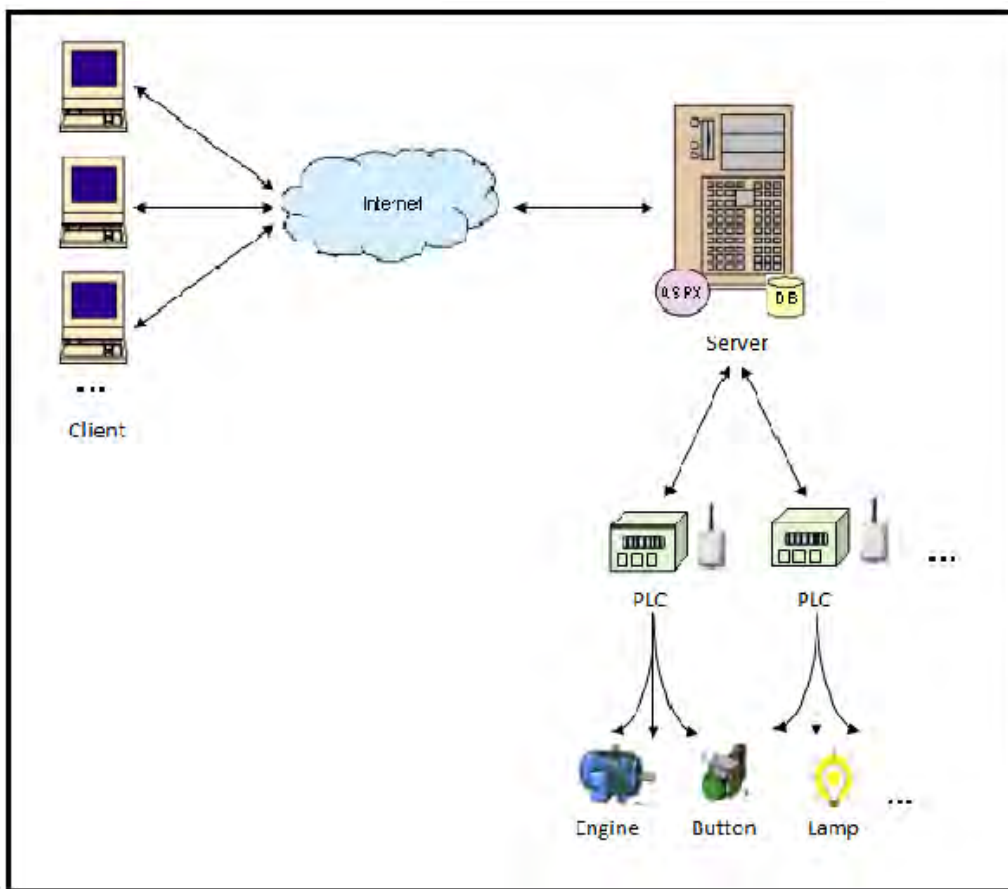 Internet
DB
Server
...
Client
PLC
PLC
...
Engine
Button
Lamp
...